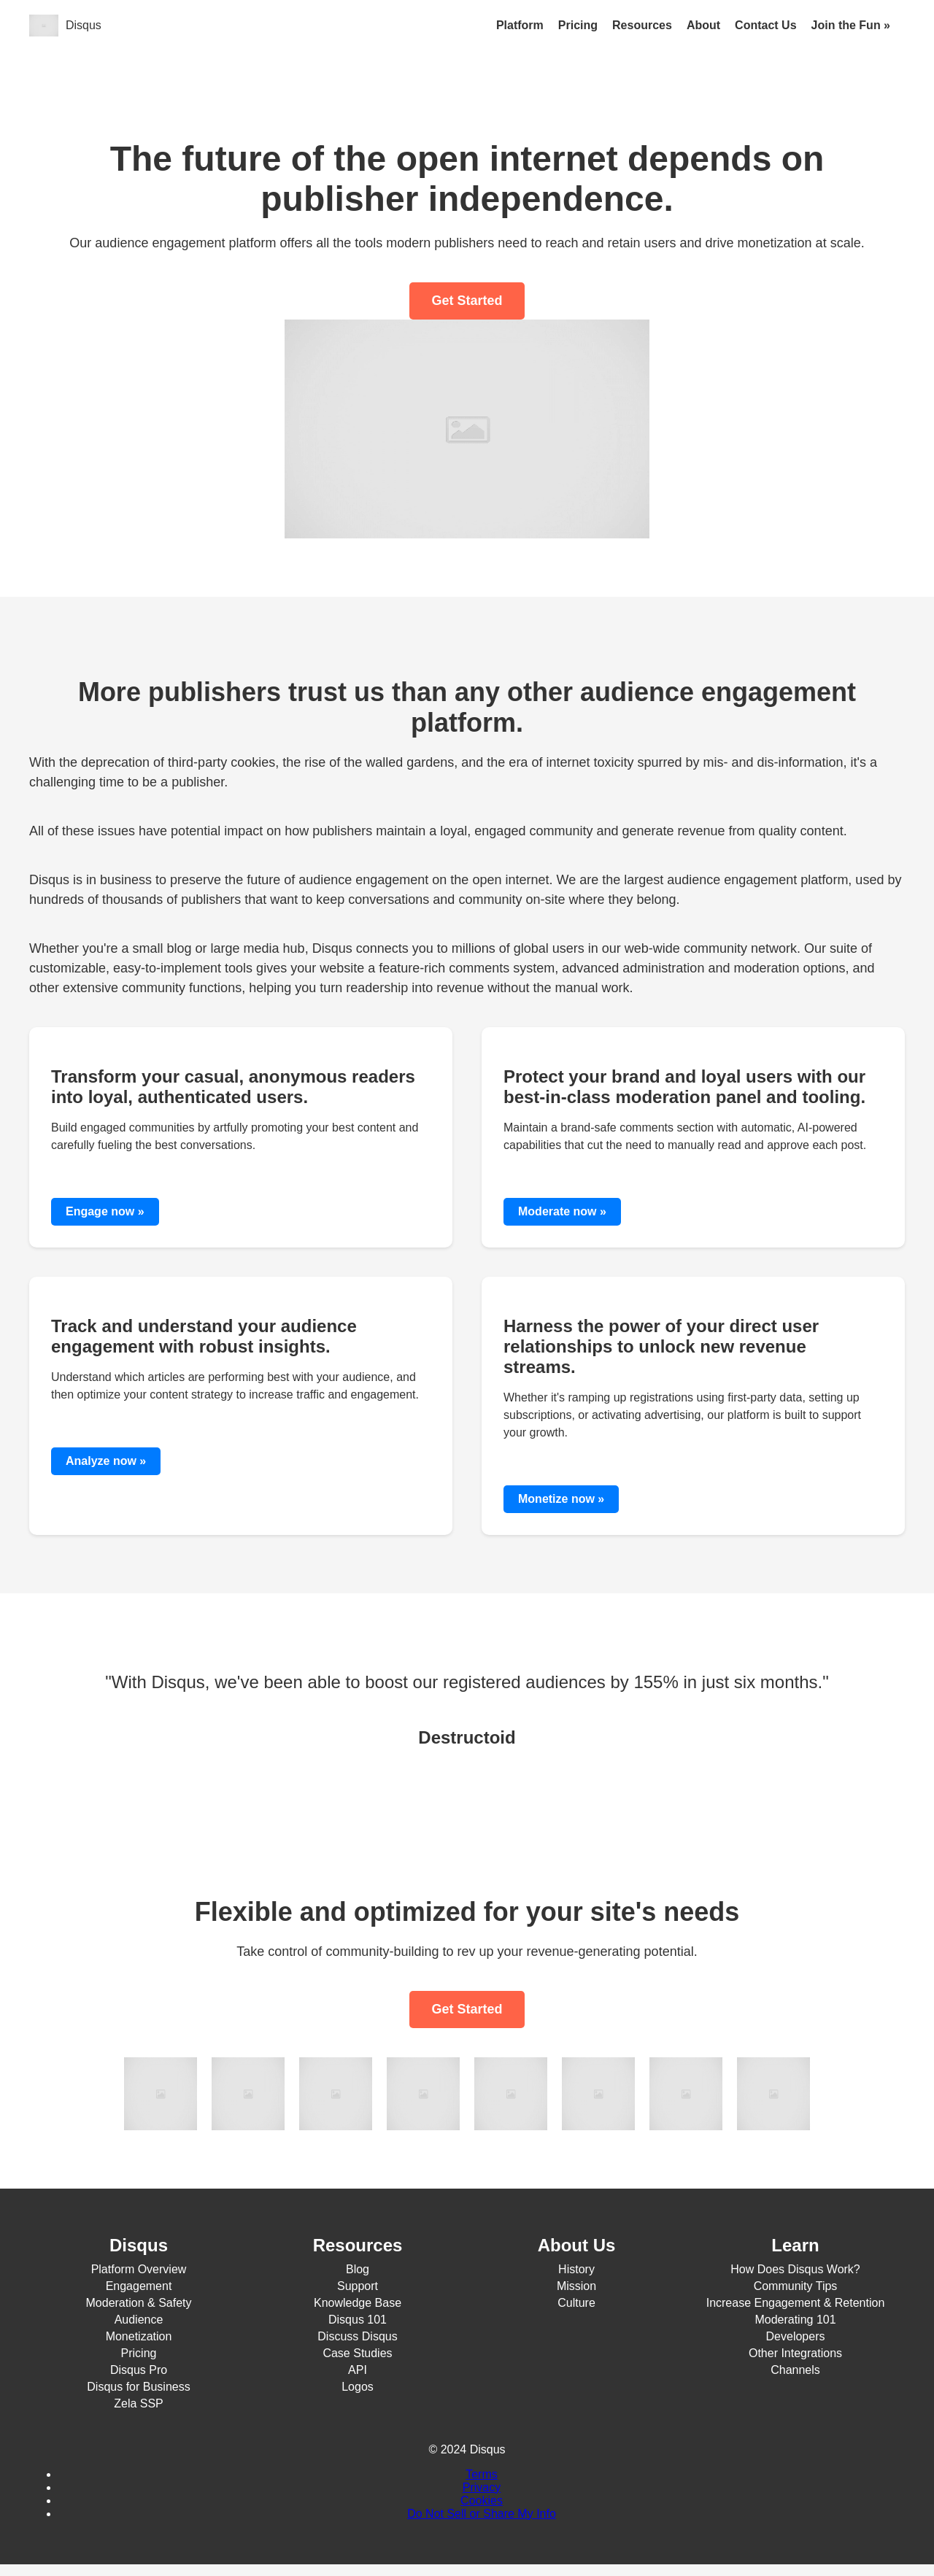 Disqus
Platform Pricing Resources About Contact Us Join the Fun »
The future of the open internet depends on
publisher independence.
Our audience engagement platform offers all the tools modern publishers need to reach and retain users and drive monetization at scale.
Get Started
More publishers trust us than any other audience engagement
platform.
With the deprecation of third-party cookies, the rise of the walled gardens, and the era of internet toxicity spurred by mis- and dis-information, it's a
challenging time to be a publisher.
All of these issues have potential impact on how publishers maintain a loyal, engaged community and generate revenue from quality content.
Disqus is in business to preserve the future of audience engagement on the open internet. We are the largest audience engagement platform, used by
hundreds of thousands of publishers that want to keep conversations and community on-site where they belong.
Whether you're a small blog or large media hub, Disqus connects you to millions of global users in our web-wide community network. Our suite of
customizable, easy-to-implement tools gives your website a feature-rich comments system, advanced administration and moderation options, and
other extensive community functions, helping you turn readership into revenue without the manual work.
Transform your casual, anonymous readers
into loyal, authenticated users.
Build engaged communities by artfully promoting your best content and
carefully fueling the best conversations.
Engage now »
Protect your brand and loyal users with our
best-in-class moderation panel and tooling.
Maintain a brand-safe comments section with automatic, AI-powered
capabilities that cut the need to manually read and approve each post.
Moderate now »
Track and understand your audience
engagement with robust insights.
Understand which articles are performing best with your audience, and
then optimize your content strategy to increase traffic and engagement.
Analyze now »
Harness the power of your direct user
relationships to unlock new revenue
streams.
Whether it's ramping up registrations using first-party data, setting up
subscriptions, or activating advertising, our platform is built to support
your growth.
Monetize now »
"With Disqus, we've been able to boost our registered audiences by 155% in just six months."
Destructoid
Flexible and optimized for your site's needs
Take control of community-building to rev up your revenue-generating potential.
Get Started
Disqus
Platform Overview
Engagement
Moderation & Safety
Audience
Monetization
Pricing
Disqus Pro
Disqus for Business
Zela SSP
Resources
Blog
Support
Knowledge Base
Disqus 101
Discuss Disqus
Case Studies
API
Logos
About Us
History
Mission
Culture
Learn
How Does Disqus Work?
Community Tips
Increase Engagement & Retention
Moderating 101
Developers
Other Integrations
Channels
© 2024 Disqus
Terms
Privacy
Cookies
Do Not Sell or Share My Info